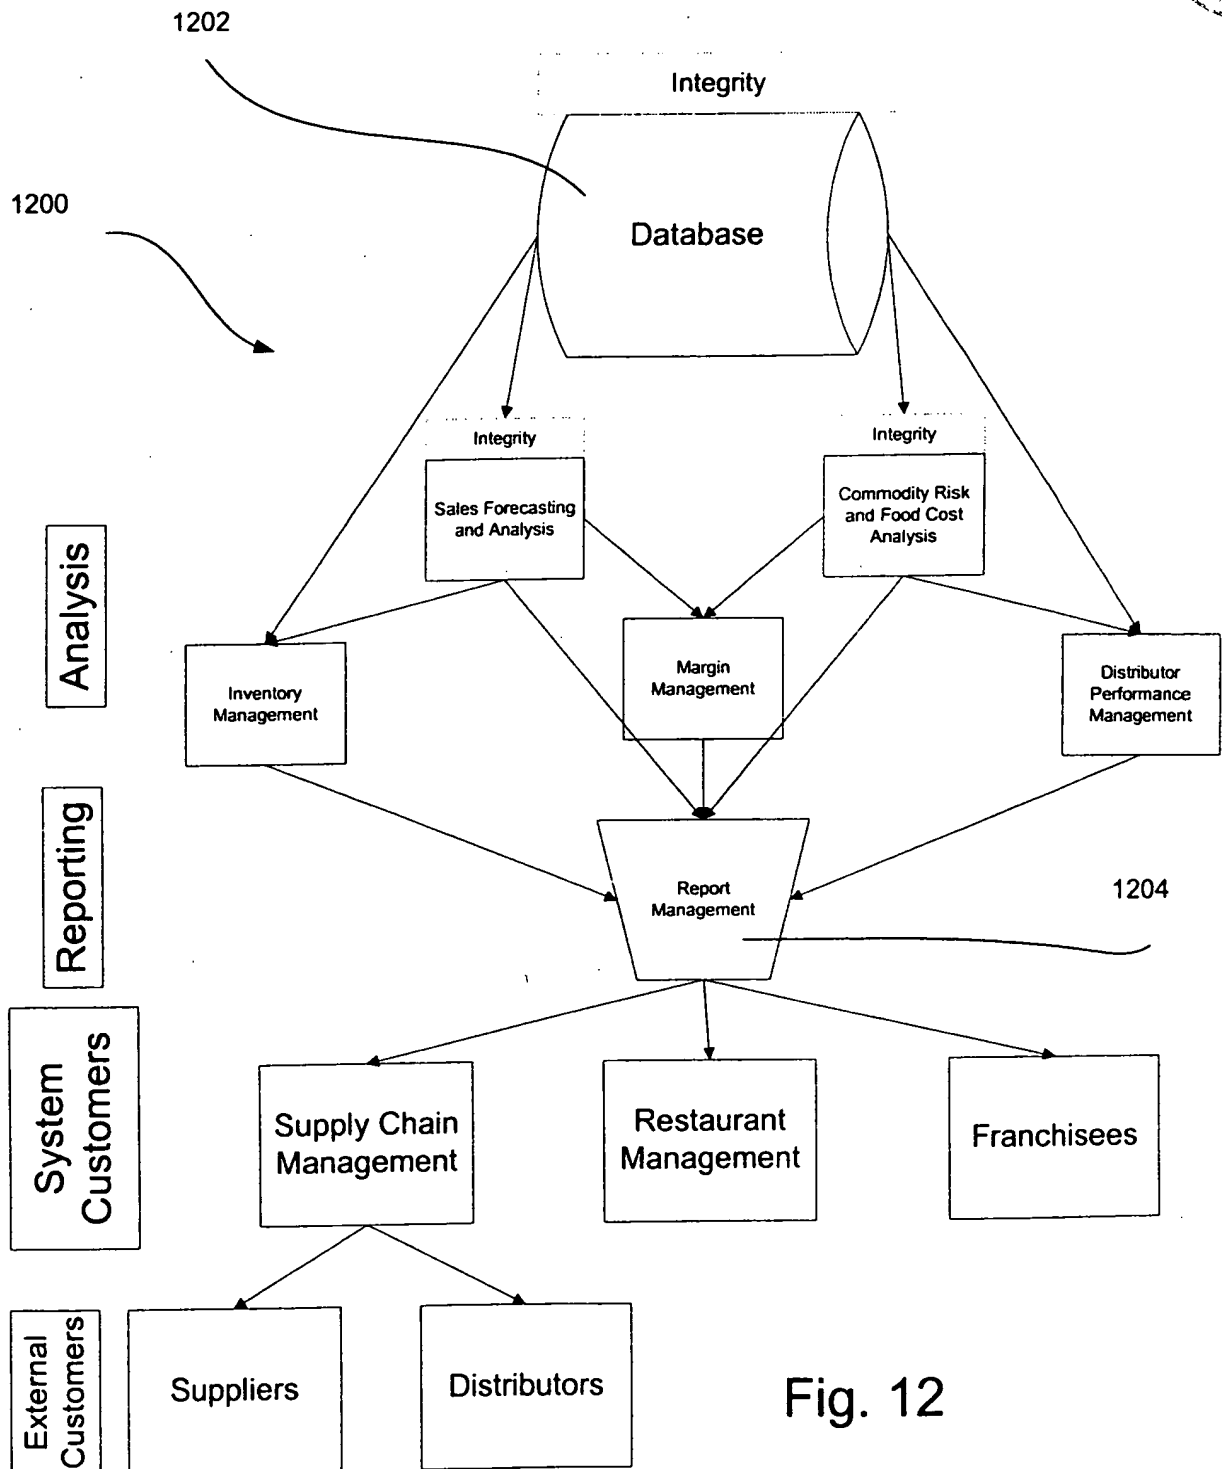 1202
Integrity
1200
Database
Integrity
Integrity
Sales Forecasting
and Analysis
Commodity Risk
and Food Cost
Analysis
Analysis
Inventory
Management
Margin
Management
Distributor
Performance
Management
Reporting
Report
Management
1204
System
Customers
Supply Chain
Management
Restaurant
Management
Franchisees
External
Customers
Suppliers
Distributors
Fig. 12